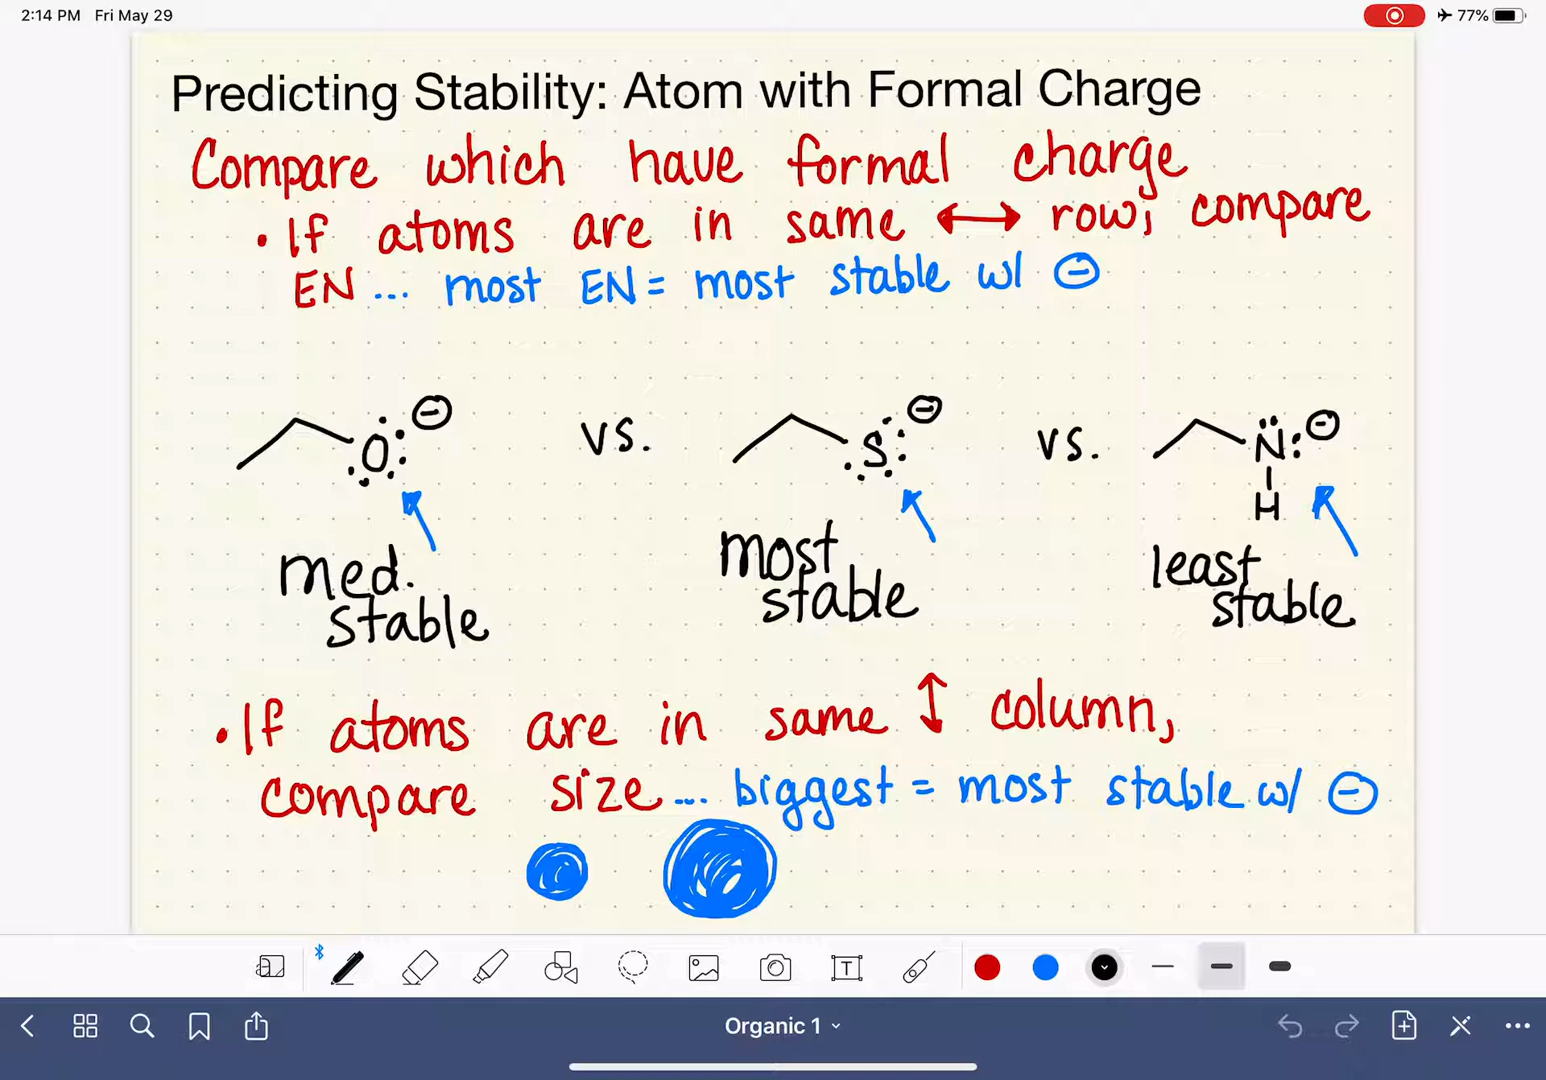 2:14 PM Fri May 29
77%
Predicting Stability: Atom with Formal Charge
Compare which have formal charge
• If atoms are in same ↔ row, compare
EN ... most EN = most stable w/ ⊖
O ⊖ vs. S ⊖ vs. N ⊖
H
med. stable
most stable
least stable
• If atoms are in same ↕ column,
compare size ... biggest = most stable w/ ⊖
T
Organic 1